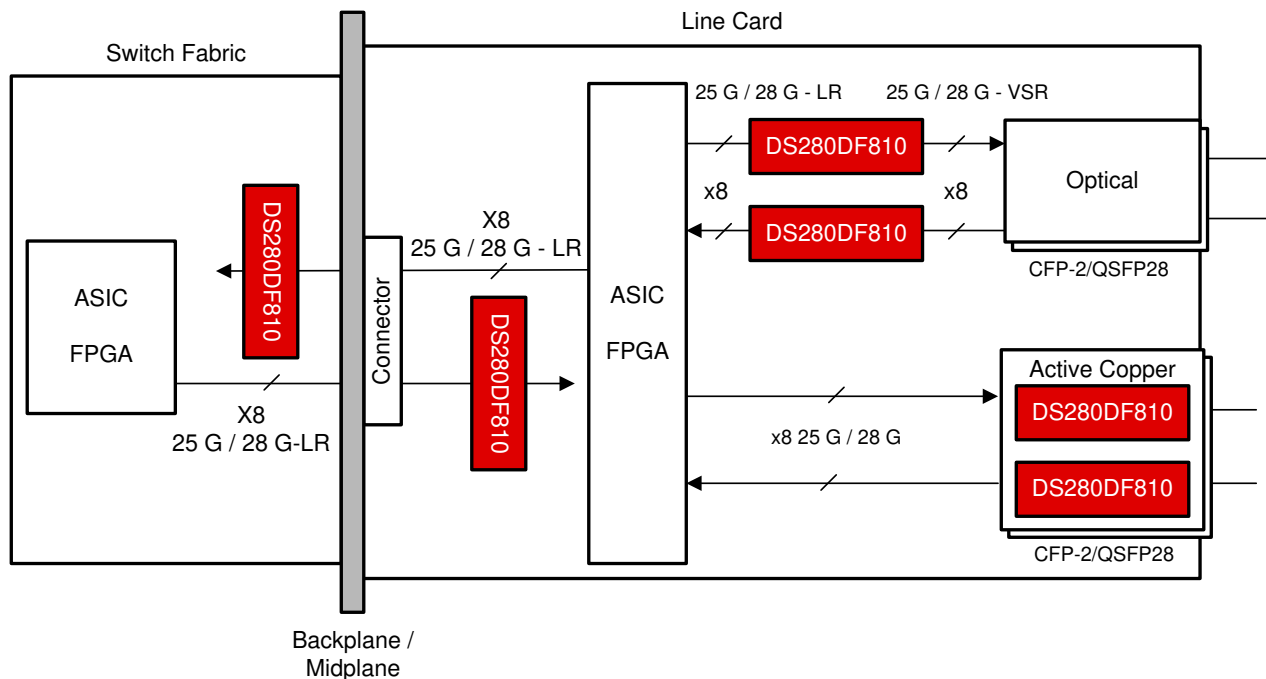 Line Card
Switch Fabric
25 G / 28 G - LR
25 G / 28 G - VSR
DS280DF810
Optical
x8
x8
DS280DF810
CFP-2/QSFP28
DS280DF810
X8
25 G / 28 G - LR
ASIC
FPGA
Connector
DS280DF810
ASIC
FPGA
X8
25 G / 28 G-LR
Active Copper
DS280DF810
x8 25 G / 28 G
DS280DF810
CFP-2/QSFP28
Backplane /
Midplane